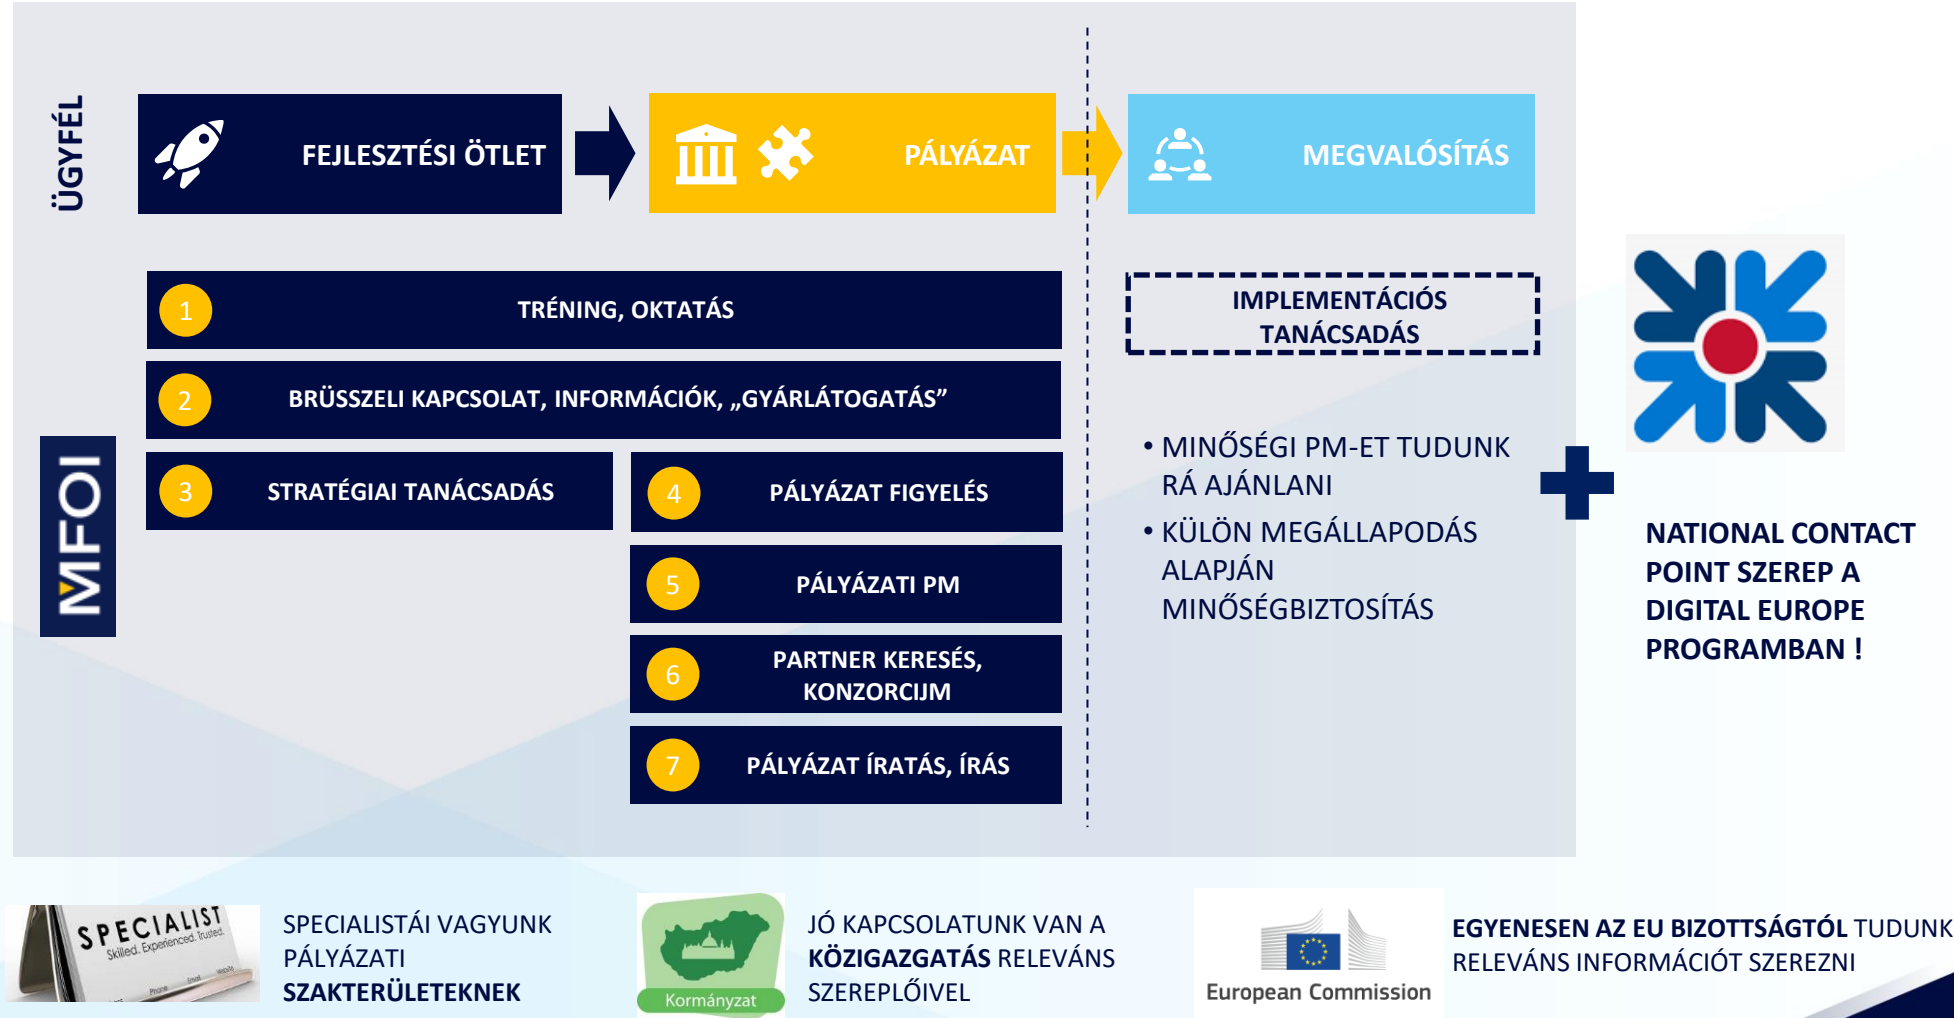 ÜGYFÉL
FEJLESZTÉSI ÖTLET
PÁLYÁZAT
MEGVALÓSÍTÁS
MFOI
1
TRÉNING, OKTATÁS
2
BRÜSSZELI KAPCSOLAT, INFORMÁCIÓK, „GYÁRLÁTOGATÁS”
3
STRATÉGIAI TANÁCSADÁS
4
PÁLYÁZAT FIGYELÉS
5
PÁLYÁZATI PM
6
PARTNER KERESÉS,
KONZORCIJM
7
PÁLYÁZAT ÍRATÁS, ÍRÁS
IMPLEMENTÁCIÓS
TANÁCSADÁS
• MINŐSÉGI PM-ET TUDUNK
RÁ AJÁNLANI
• KÜLÖN MEGÁLLAPODÁS
ALAPJÁN
MINŐSÉGBIZTOSÍTÁS
NATIONAL CONTACT
POINT SZEREP A
DIGITAL EUROPE
PROGRAMBAN !
SPECIALIST
Skilled. Experienced. Trusted.
Phone
Email
Website
SPECIALISTÁI VAGYUNK
PÁLYÁZATI
SZAKTERÜLETEKNEK
Kormányzat
JÓ KAPCSOLATUNK VAN A
KÖZIGAZGATÁS RELEVÁNS
SZEREPLŐIVEL
European Commission
EGYENESEN AZ EU BIZOTTSÁGTÓL TUDUNK
RELEVÁNS INFORMÁCIÓT SZEREZNI